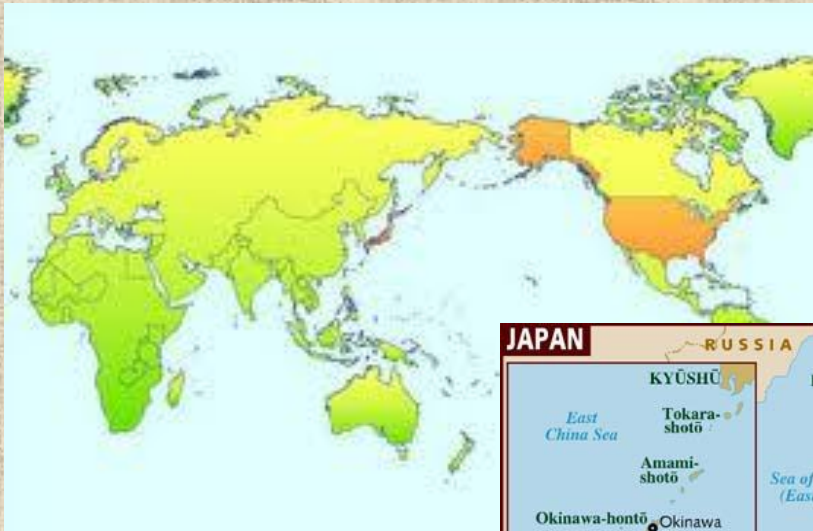 JAPAN
RUSSIA
KYŪSHŪ
Tokara-
shotō
East
China Sea
Amami-
shotō
Sea of
(East
Okinawa-hontō
Okinawa